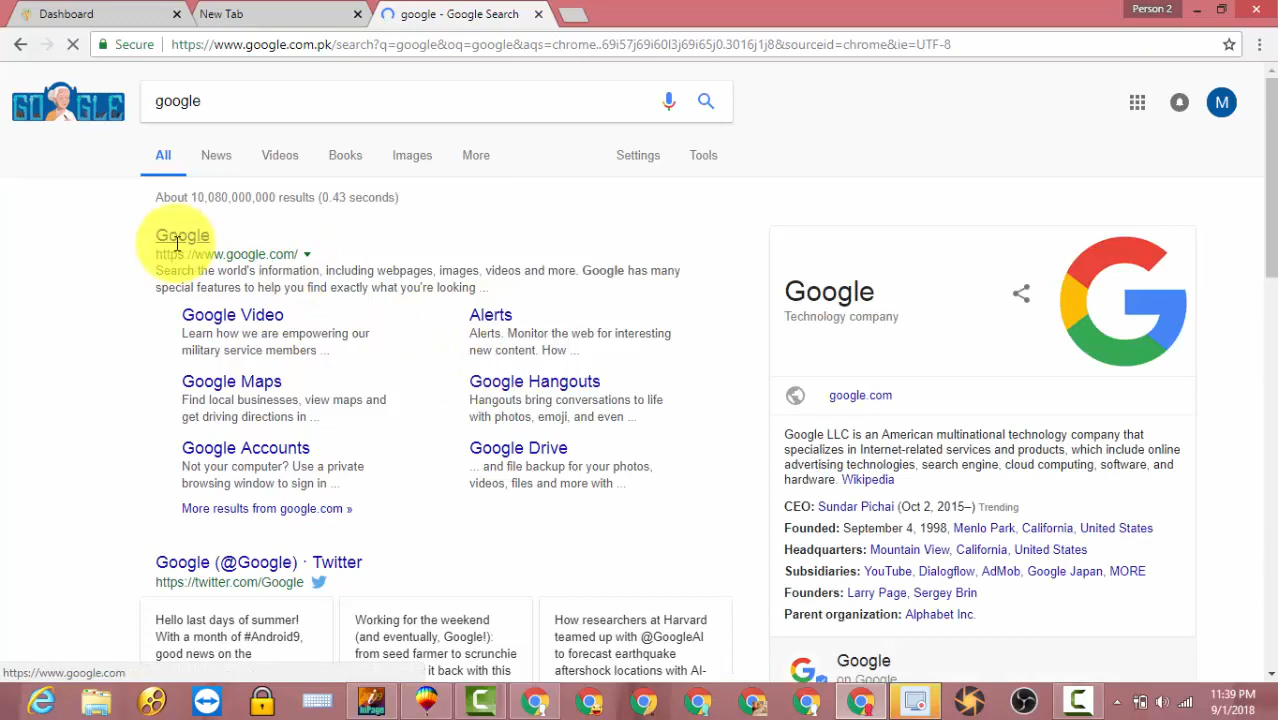 Dashboard
New Tab
google - Google Search
Person 2
Secure
https://www.google.com.pk/search?q=google&oq=google&aqs=chrome..69i57j69i60l3j69i65j0.3016j1j8&sourceid=chrome&ie=UTF-8
GOOGLE
google
M
All
News
Videos
Books
Images
More
Settings
Tools
About 10,080,000,000 results (0.43 seconds)
Google
https://www.google.com/
Search the world's information, including webpages, images, videos and more. Google has many
special features to help you find exactly what you're looking ...
Google Video
Learn how we are empowering our
military service members ...
Alerts
Alerts. Monitor the web for interesting
new content. How ...
Google Maps
Find local businesses, view maps and
get driving directions in ...
Google Hangouts
Hangouts bring conversations to life
with photos, emoji, and even ...
Google Accounts
Not your computer? Use a private
browsing window to sign in ...
Google Drive
... and file backup for your photos,
videos, files and more with ...
More results from google.com »
Google (@Google) · Twitter
https://twitter.com/Google
Hello last days of summer!
With a month of #Android9,
good news on the
Working for the weekend
(and eventually, Google!):
from seed farmer to scrunchie
it back with this
How researchers at Harvard
teamed up with @GoogleAI
to forecast earthquake
aftershock locations with AI-
Google
Technology company
google.com
Google LLC is an American multinational technology company that
specializes in Internet-related services and products, which include online
advertising technologies, search engine, cloud computing, software, and
hardware. Wikipedia
CEO: Sundar Pichai (Oct 2, 2015–) Trending
Founded: September 4, 1998, Menlo Park, California, United States
Headquarters: Mountain View, California, United States
Subsidiaries: YouTube, Dialogflow, AdMob, Google Japan, MORE
Founders: Larry Page, Sergey Brin
Parent organization: Alphabet Inc.
Google
on Google
https://www.google.com
InPage
11:39 PM
9/1/2018